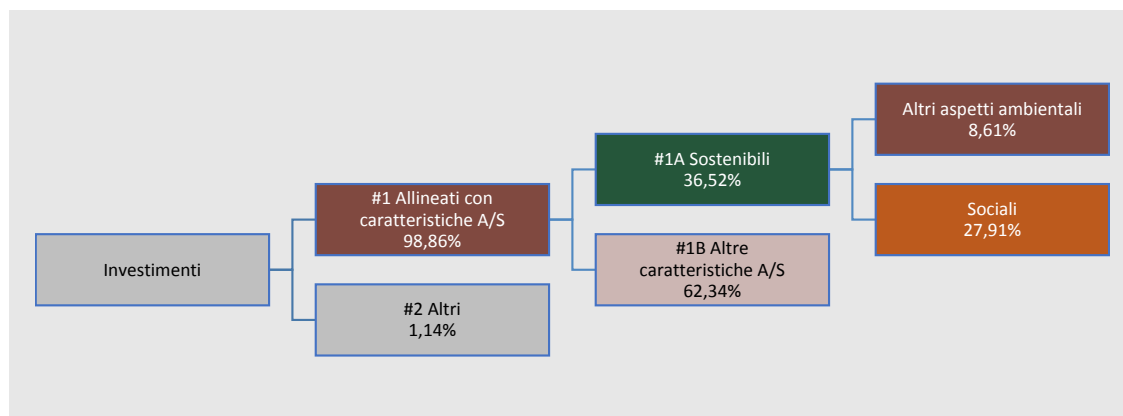 Investimenti
#1 Allineati con
caratteristiche A/S
98,86%
#2 Altri
1,14%
#1A Sostenibili
36,52%
#1B Altre
caratteristiche A/S
62,34%
Altri aspetti ambientali
8,61%
Sociali
27,91%